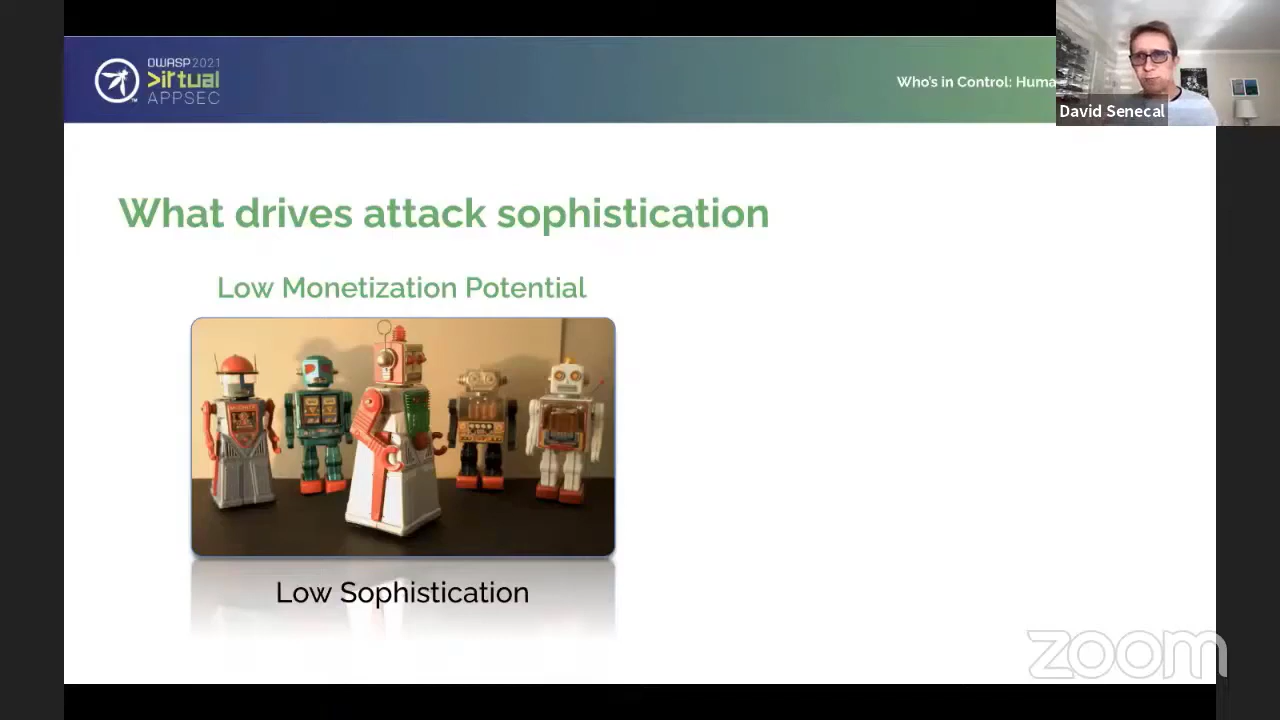 OWASP 2021
>irtual
APPSEC
Who's in Control: Huma
David Senecal
What drives attack sophistication
Low Monetization Potential
Low Sophistication
zoom